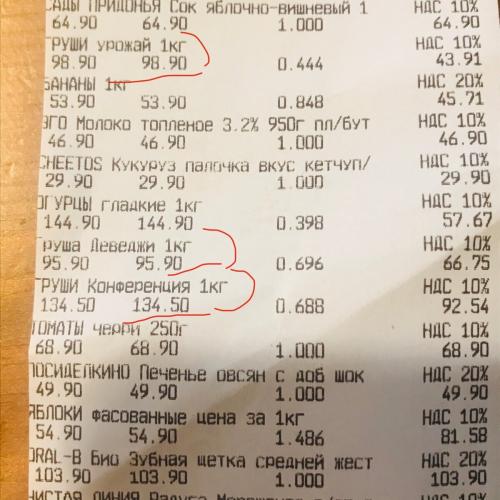 САДЫ ПРИДОНЬЯ Сок яблочно-вишневый 1 НДС 10%
64.90 64.90 1.000 64.90
ГРУШИ урожай 1кг НДС 10%
98.90 98.90 0.444 43.91
БАНАНЫ 1кг НДС 20%
53.90 53.90 0.848 45.71
ЭГО Молоко топленое 3.2% 950г пл/бут НДС 10%
46.90 46.90 1.000 46.90
CHEETOS Кукуруз палочка вкус кетчуп/ НДС 10%
29.90 29.90 1.000 29.90
ОГУРЦЫ гладкие 1кг НДС 10%
144.90 144.90 0.398 57.67
Груша Деведжи 1кг НДС 10%
95.90 95.90 0.696 66.75
ГРУШИ Конференция 1кг НДС 10%
134.50 134.50 0.688 92.54
ТОМАТЫ черри 250г НДС 10%
68.90 68.90 1.000 68.90
ПОСИДЕЛКИНО Печенье овсян с доб шок НДС 20%
49.90 49.90 1.000 49.90
ЯБЛОКИ фасованные цена за 1кг НДС 10%
54.90 54.90 1.486 81.58
ORAL-B Био Зубная щетка средней жест НДС 20%
103.90 103.90 1.000 103.90
ЧИСТАЯ ЛИНИЯ Радуга НДС 10%